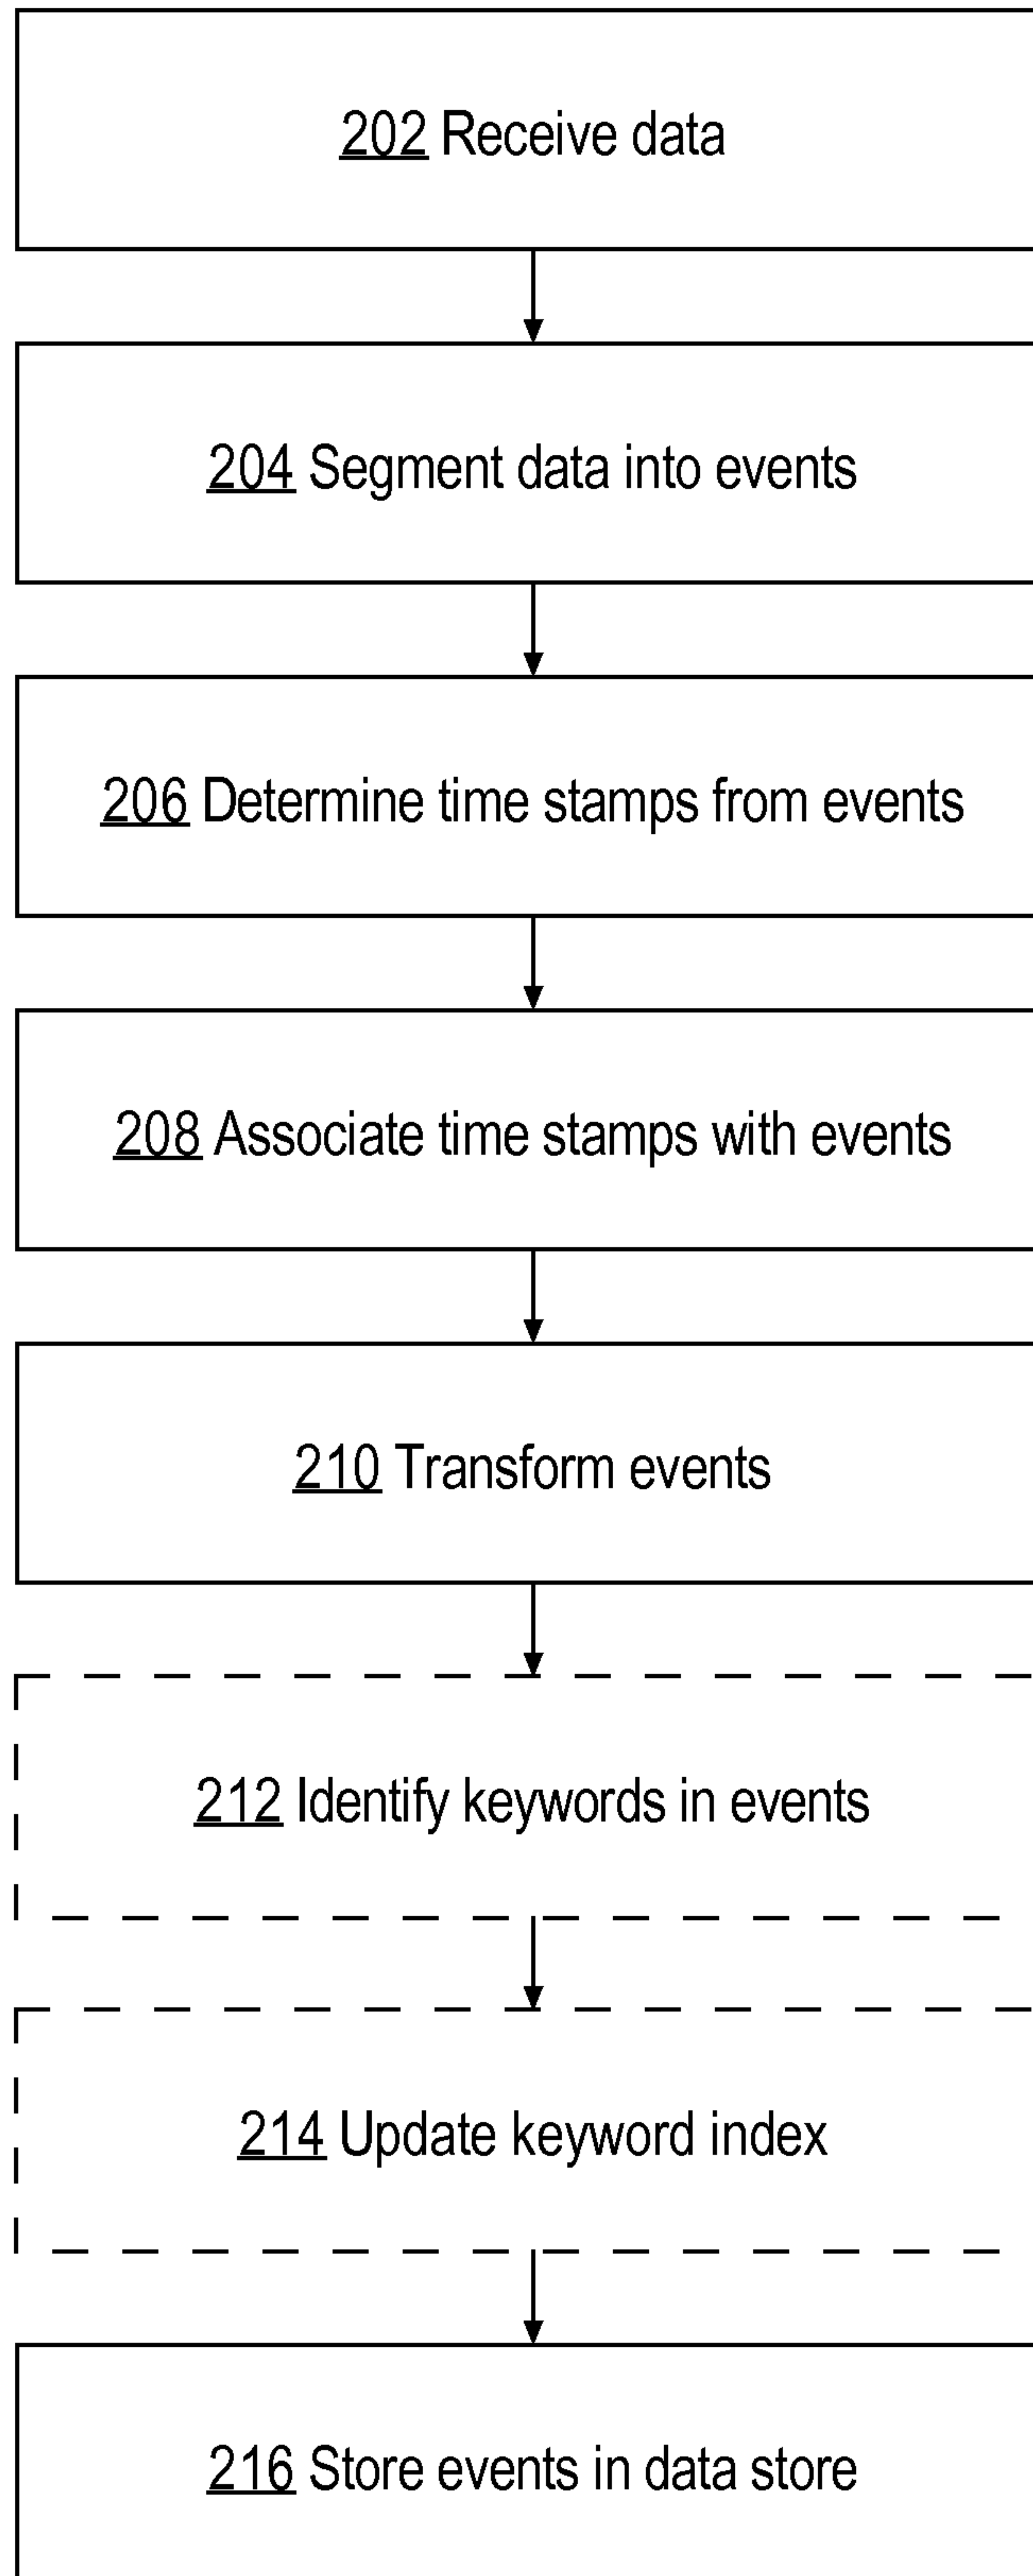 202 Receive data
204 Segment data into events
206 Determine time stamps from events
208 Associate time stamps with events
210 Transform events
212 Identify keywords in events
214 Update keyword index
216 Store events in data store